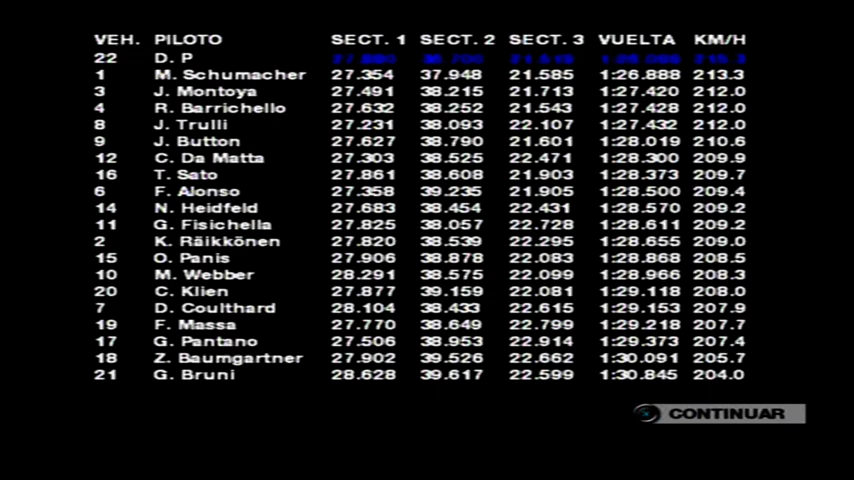 VEH. PILOTO SECT. 1 SECT. 2 SECT. 3 VUELTA KM/H
22 D. P
1 M. Schumacher 27.354 37.948 21.585 1:26.888 213.3
3 J. Montoya 27.491 38.215 21.713 1:27.420 212.0
4 R. Barrichello 27.632 38.252 21.543 1:27.428 212.0
8 J. Trulli 27.231 38.093 22.107 1:27.432 212.0
9 J. Button 27.627 38.790 21.601 1:28.019 210.6
12 C. Da Matta 27.303 38.525 22.471 1:28.300 209.9
16 T. Sato 27.861 38.608 21.903 1:28.373 209.7
6 F. Alonso 27.358 39.235 21.905 1:28.500 209.4
14 N. Heidfeld 27.683 38.454 22.431 1:28.570 209.2
11 G. Fisichella 27.825 38.057 22.728 1:28.611 209.2
2 K. Räikkönen 27.820 38.539 22.295 1:28.655 209.0
15 O. Panis 27.906 38.878 22.083 1:28.868 208.5
10 M. Webber 28.291 38.575 22.099 1:28.966 208.3
20 C. Klien 27.877 39.159 22.081 1:29.118 208.0
7 D. Coulthard 28.104 38.433 22.615 1:29.153 207.9
19 F. Massa 27.770 38.649 22.799 1:29.218 207.7
17 G. Pantano 27.506 38.953 22.914 1:29.373 207.4
18 Z. Baumgartner 27.902 39.526 22.662 1:30.091 205.7
21 G. Bruni 28.628 39.617 22.599 1:30.845 204.0
CONTINUAR